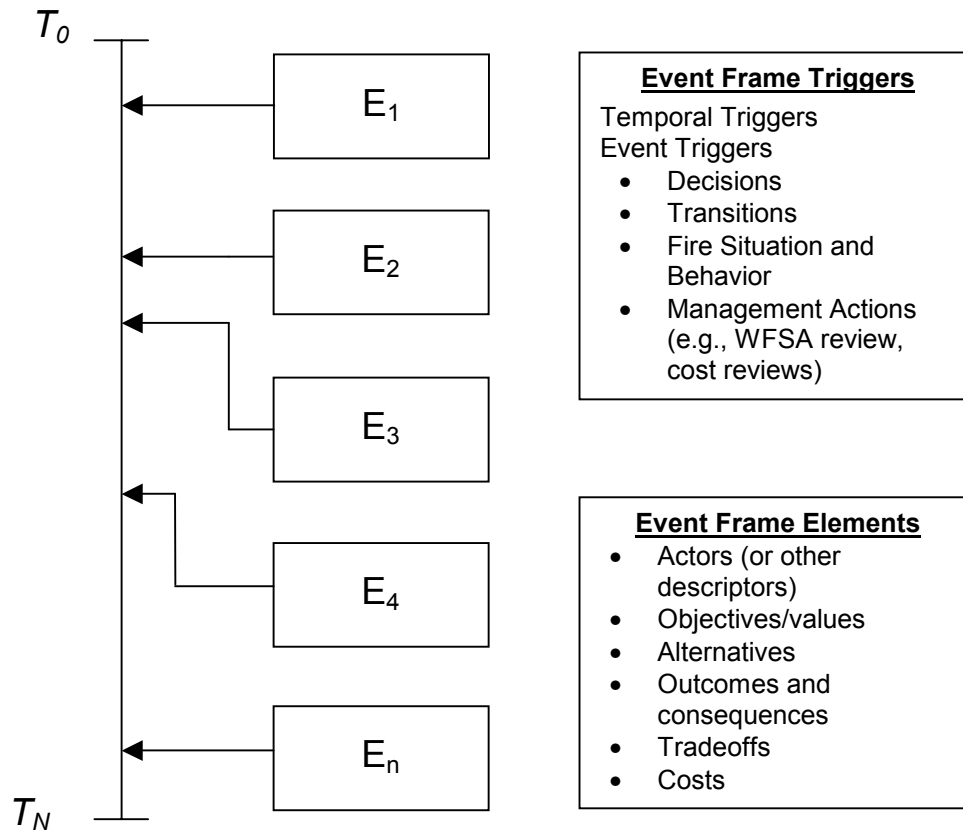 T₀
E₁
E₂
E₃
E₄
Eₙ
T_N
Event Frame Triggers
Temporal Triggers
Event Triggers
• Decisions
• Transitions
• Fire Situation and
Behavior
• Management Actions
(e.g., WFSA review,
cost reviews)
Event Frame Elements
• Actors (or other
descriptors)
• Objectives/values
• Alternatives
• Outcomes and
consequences
• Tradeoffs
• Costs